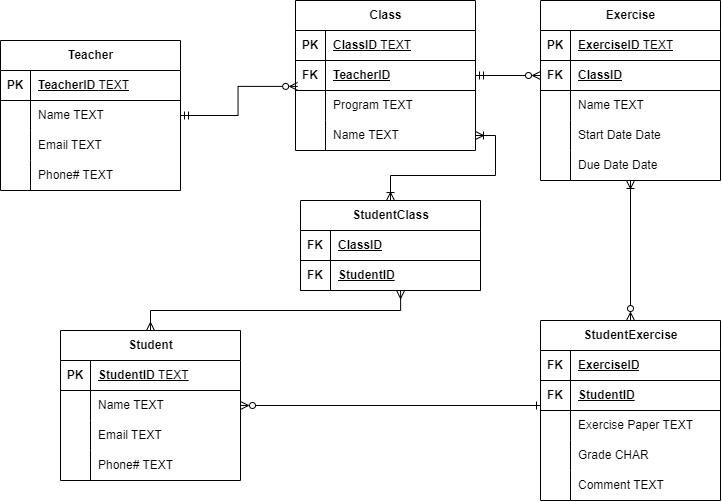 Teacher
PK TeacherID TEXT
Name TEXT
Email TEXT
Phone# TEXT
Class
PK ClassID TEXT
FK TeacherID
Program TEXT
Name TEXT
Exercise
PK ExerciseID TEXT
FK ClassID
Name TEXT
Start Date Date
Due Date Date
StudentClass
FK ClassID
FK StudentID
Student
PK StudentID TEXT
Name TEXT
Email TEXT
Phone# TEXT
StudentExercise
FK ExerciseID
FK StudentID
Exercise Paper TEXT
Grade CHAR
Comment TEXT